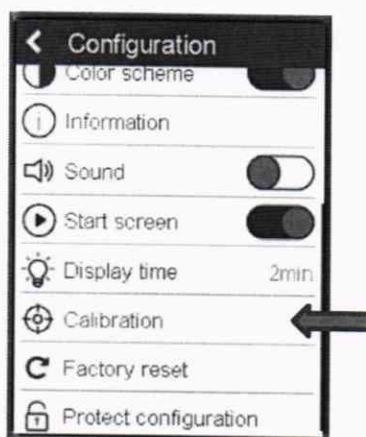 Configuration
Color scheme
Information
Sound
Start screen
Display time 2min
Calibration
Factory reset
Protect configuration